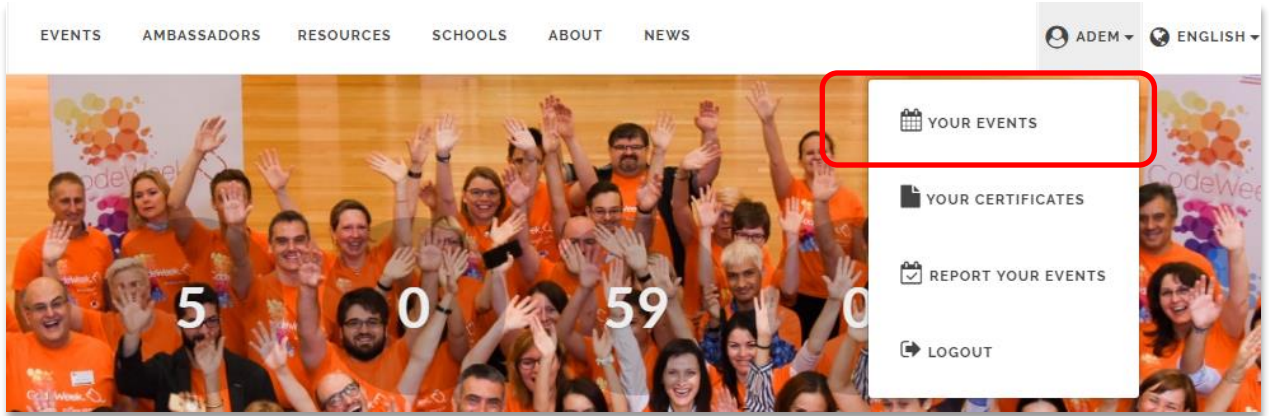 EVENTS AMBASSADORS RESOURCES SCHOOLS ABOUT NEWS ADEM ENGLISH
YOUR EVENTS
CodeWeek
YOUR CERTIFICATES
REPORT YOUR EVENTS
5 0 59 0
LOGOUT